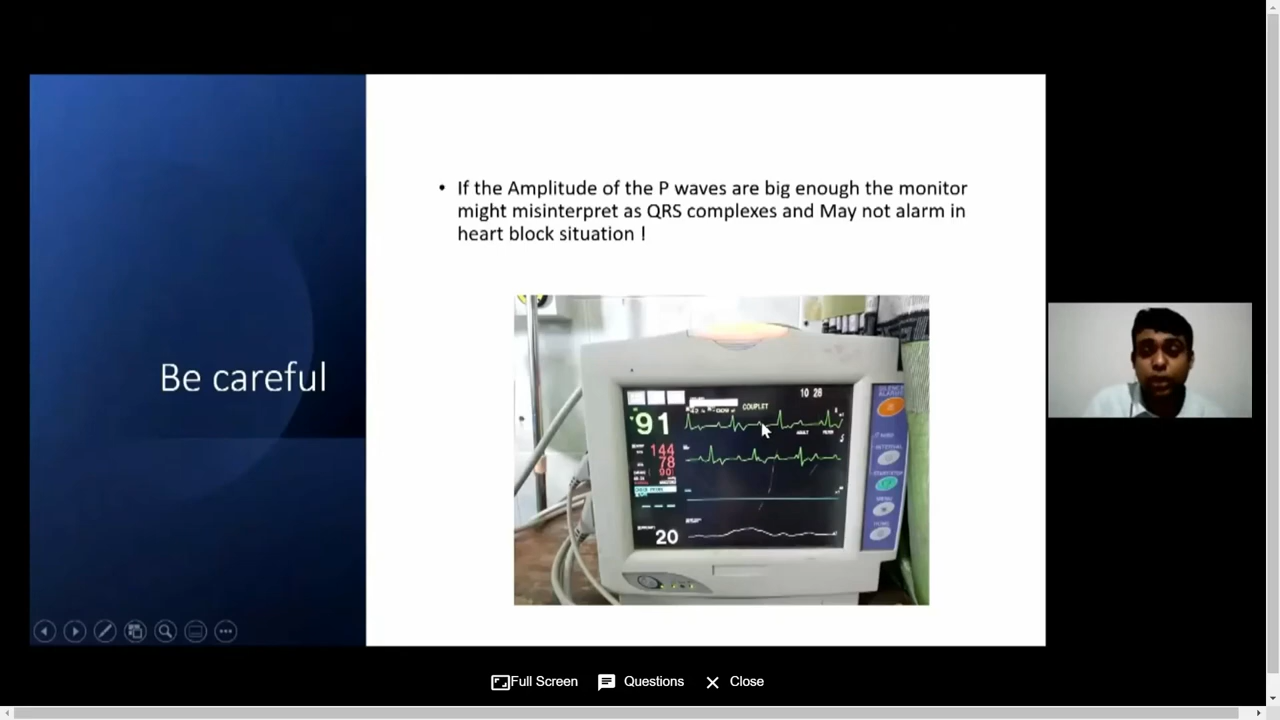 • If the Amplitude of the P waves are big enough the monitor
might misinterpret as QRS complexes and May not alarm in
heart block situation !
Be careful
10 28
COUPLET
91
144
78
90
20
Full Screen
Questions
Close